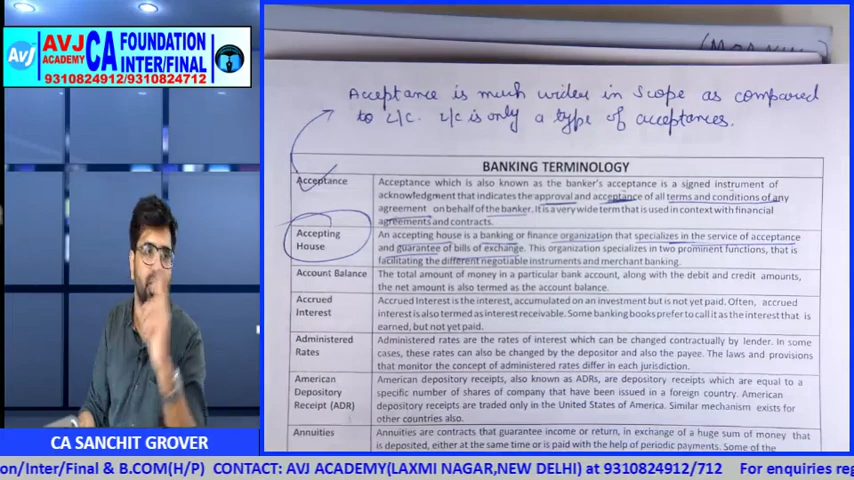 AVJ
ACADEMY
CA
FOUNDATION
INTER/FINAL
9310824912/9310824712
AVJ
Acceptance is much wider in scope as compared
to L/C. L/C is only a type of acceptances.
BANKING TERMINOLOGY
Acceptance
Acceptance which is also known as the banker's acceptance is a signed instrument of
acknowledgment that indicates the approval and acceptance of all terms and conditions of any
agreement on behalf of the banker. It is a very wide term that is used in context with financial
agreements and contracts.
Accepting
House
An accepting house is a banking or finance organization that specializes in the service of acceptance
and guarantee of bills of exchange. This organization specializes in two prominent functions, that is
facilitating the different negotiable instruments and merchant banking.
Account Balance
The total amount of money in a particular bank account, along with the debit and credit amounts,
the net amount is also termed as the account balance.
Accrued
Interest
Accrued Interest is the interest, accumulated on an investment but is not yet paid. Often, accrued
interest is also termed as interest receivable. Some banking books prefer to call it as the interest that is
earned, but not yet paid.
Administered
Rates
Administered rates are the rates of interest which can be changed contractually by lender. In some
cases, these rates can also be changed by the depositor and also the payee. The laws and provisions
that monitor the concept of administered rates differ in each jurisdiction.
American
Depository
Receipt (ADR)
American depository receipts, also known as ADRs, are depository receipts which are equal to a
specific number of shares of company that have been issued in a foreign country. American
depository receipts are traded only in the United States of America. Similar mechanism exists for
other countries also.
Annuities
Annuities are contracts that guarantee income or return, in exchange of a huge sum of money that
is deposited, either at the same time or is paid with the help of periodic payments. Some of the
CA SANCHIT GROVER
on/Inter/Final & B.COM(H/P) CONTACT: AVJ ACADEMY(LAXMI NAGAR,NEW DELHI) at 9310824912/712 For enquiries reg